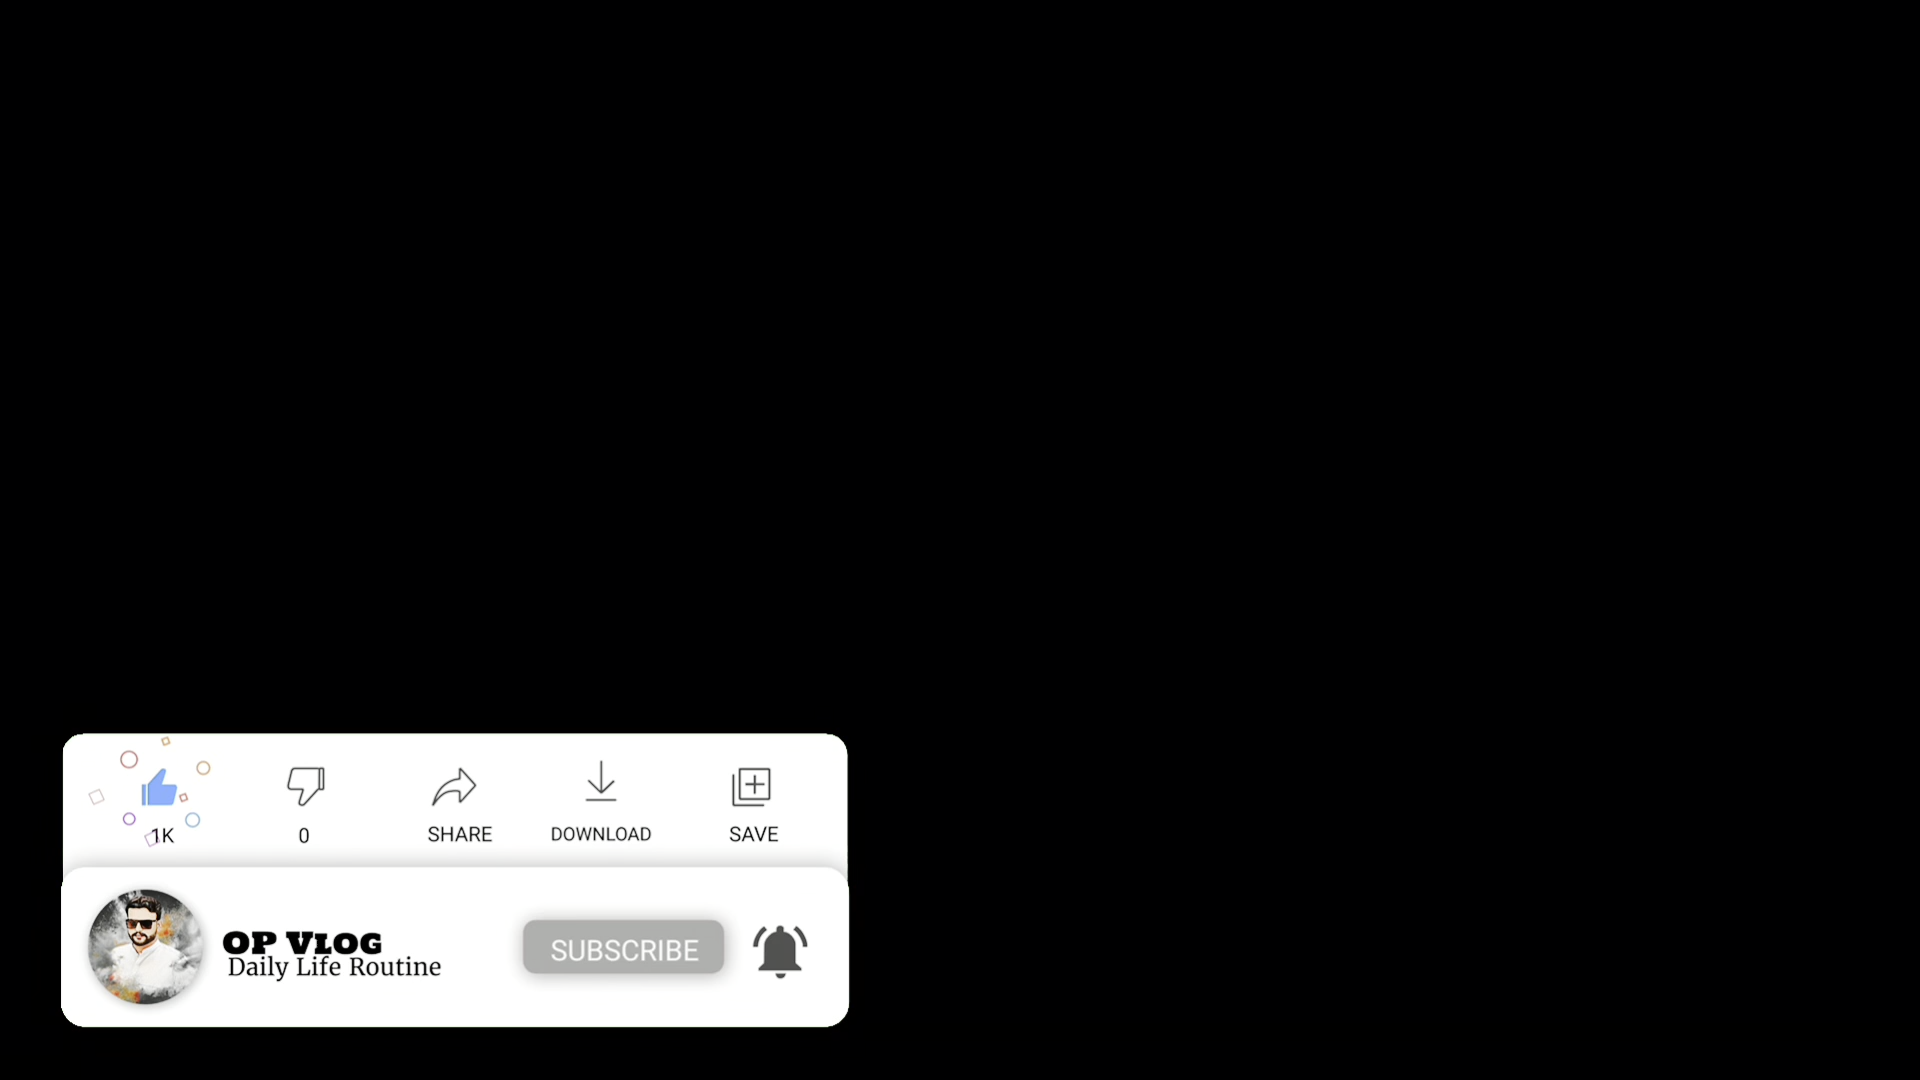 1K
0
SHARE
DOWNLOAD
SAVE
OP VLOG
Daily Life Routine
SUBSCRIBE